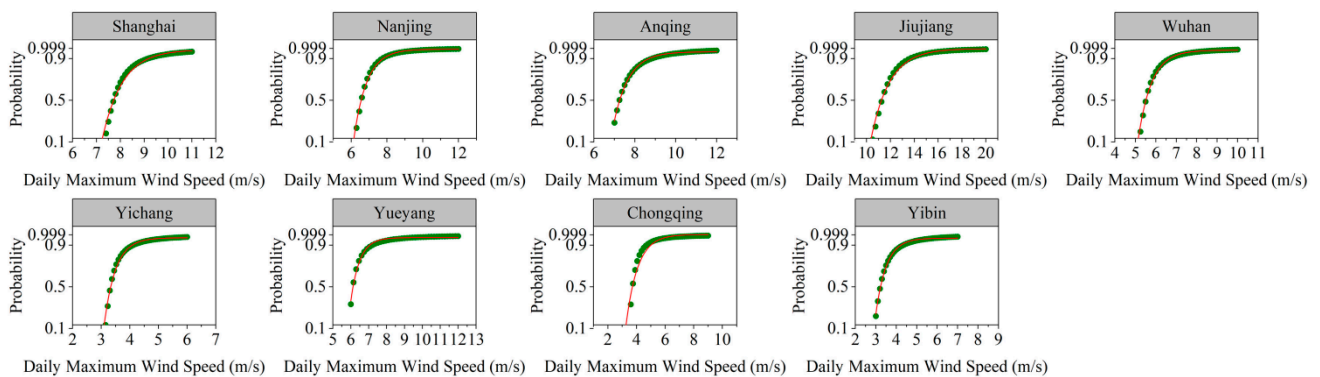 Shanghai
Probability
0.999
0.9
0.5
0.1
6 7 8 9 10 11 12
Daily Maximum Wind Speed (m/s)
Nanjing
Probability
0.999
0.9
0.5
0.1
6 8 10 12
Daily Maximum Wind Speed (m/s)
Anqing
Probability
0.999
0.9
0.5
0.1
6 8 10 12
Daily Maximum Wind Speed (m/s)
Jiujiang
Probability
0.999
0.9
0.5
0.1
10 12 14 16 18 20
Daily Maximum Wind Speed (m/s)
Wuhan
Probability
0.999
0.9
0.5
0.1
4 5 6 7 8 9 10 11
Daily Maximum Wind Speed (m/s)
Yichang
Probability
0.999
0.9
0.5
0.1
2 3 4 5 6 7
Daily Maximum Wind Speed (m/s)
Yueyang
Probability
0.999
0.9
0.5
0.1
5 6 7 8 9 10 11 12 13
Daily Maximum Wind Speed (m/s)
Chongqing
Probability
0.999
0.9
0.5
0.1
2 4 6 8 10
Daily Maximum Wind Speed (m/s)
Yibin
Probability
0.999
0.9
0.5
0.1
2 3 4 5 6 7 8 9
Daily Maximum Wind Speed (m/s)